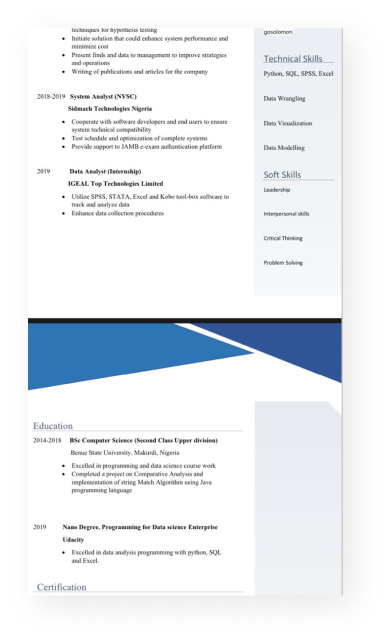 techniques for hypothesis testing
• Initiate solution that could enhance system performance and
minimize cost
• Present finds and data to management to improve strategies
and operations
• Writing of publications and articles for the company
2018-2019 System Analyst (NYSC)
Sidmach Technologies Nigeria
• Cooperate with software developers and end users to ensure
system technical compatibility
• Test schedule and optimization of complete systems
• Provide support to JAMB e-exam authentication platform
2019 Data Analyst (Internship)
IGEAL Top Technologies Limited
• Utilize SPSS, STATA, Excel and Kobo tool-box software to
track and analyze data
• Enhance data collection procedures
gosolomon
Technical Skills
Python, SQL, SPSS, Excel
Data Wrangling
Data Visualization
Data Modelling
Soft Skills
Leadership
Interpersonal skills
Critical Thinking
Problem Solving
Education
2014-2018 BSc Computer Science (Second Class Upper division)
Benue State University, Makurdi, Nigeria
• Excelled in programming and data science course work
• Completed a project on Comparative Analysis and
implementation of string Match Algorithm using Java
programming language
2019 Nano Degree, Programming for Data science Enterprise
Udacity
• Excelled in data analysis programming with python, SQL
and Excel.
Certification